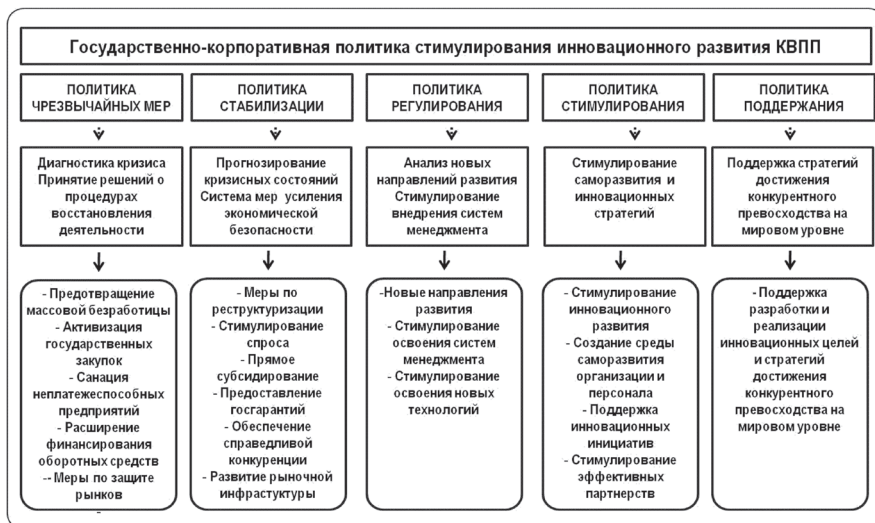 Государственно-корпоративная политика стимулирования инновационного развития КВПП
ПОЛИТИКА
ЧРЕЗВЫЧАЙНЫХ МЕР
ПОЛИТИКА
СТАБИЛИЗАЦИИ
ПОЛИТИКА
РЕГУЛИРОВАНИЯ
ПОЛИТИКА
СТИМУЛИРОВАНИЯ
ПОЛИТИКА
ПОДДЕРЖАНИЯ
Диагностика кризиса
Принятие решений о
процедурах
восстановления
деятельности
Прогнозирование
кризисных состояний
Система мер усиления
экономической
безопасности
Анализ новых
направлений развития
Стимулирование
внедрения систем
менеджмента
Стимулирование
саморазвития и
инновационных
стратегий
Поддержка стратегий
достижения
конкурентного
превосходства на
мировом уровне
- Предотвращение
массовой безработицы
- Активизация
государственных
закупок
- Санация
неплатежеспособных
предприятий
- Расширение
финансирования
оборотных средств
-- Меры по защите
рынков
-
- Меры по
реструктуризации
- Стимулирование
спроса
- Прямое
субсидирование
- Предоставление
госгарантий
- Обеспечение
справедливой
конкуренции
- Развитие рыночной
инфрастуктуры
-Новые направления
развития
- Стимулирование
освоения систем
менеджмента
- Стимулирование
освоения новых
технологий
- Стимулирование
инновационного
развития
- Создание среды
саморазвития
организации и
персонала
- Поддержка
инновационных
инициатив
- Стимулирование
эффективных
партнерств
- Поддержка
разработки и
реализации
инновационных целей
и стратегий
достижения
конкурентного
превосходства на
мировом уровне